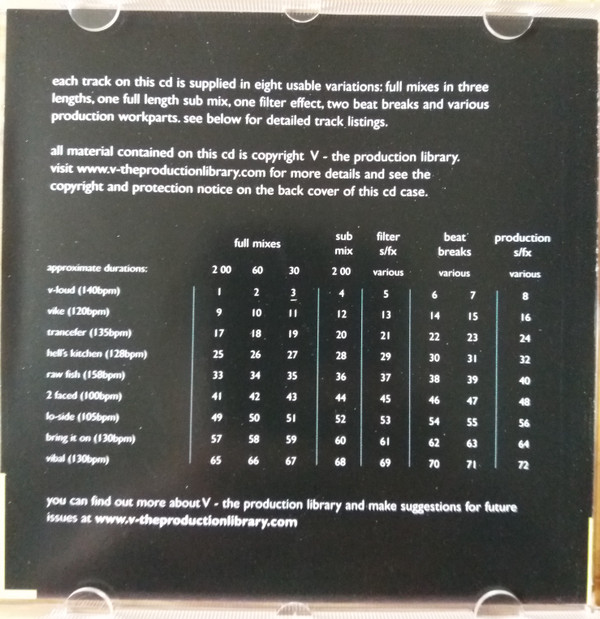 each track on this cd is supplied in eight usable variations: full mixes in three
lengths, one full length sub mix, one filter effect, two beat breaks and various
production workparts. see below for detailed track listings.
all material contained on this cd is copyright V - the production library.
visit www.v-theproductionlibrary.com for more details and see the
copyright and protection notice on the back cover of this cd case.
full mixes sub mix filter s/fx beat breaks production s/fx
approximate durations: 2 00 60 30 2 00 various various various
v-loud (140bpm) 1 2 3 4 5 6 7 8
vike (120bpm) 9 10 11 12 13 14 15 16
trancefer (135bpm) 17 18 19 20 21 22 23 24
hell's kitchen (128bpm) 25 26 27 28 29 30 31 32
raw fish (158bpm) 33 34 35 36 37 38 39 40
2 faced (100bpm) 41 42 43 44 45 46 47 48
lo-side (105bpm) 49 50 51 52 53 54 55 56
bring it on (130bpm) 57 58 59 60 61 62 63 64
vibal (130bpm) 65 66 67 68 69 70 71 72
you can find out more about V - the production library and make suggestions for future
issues at www.v-theproductionlibrary.com